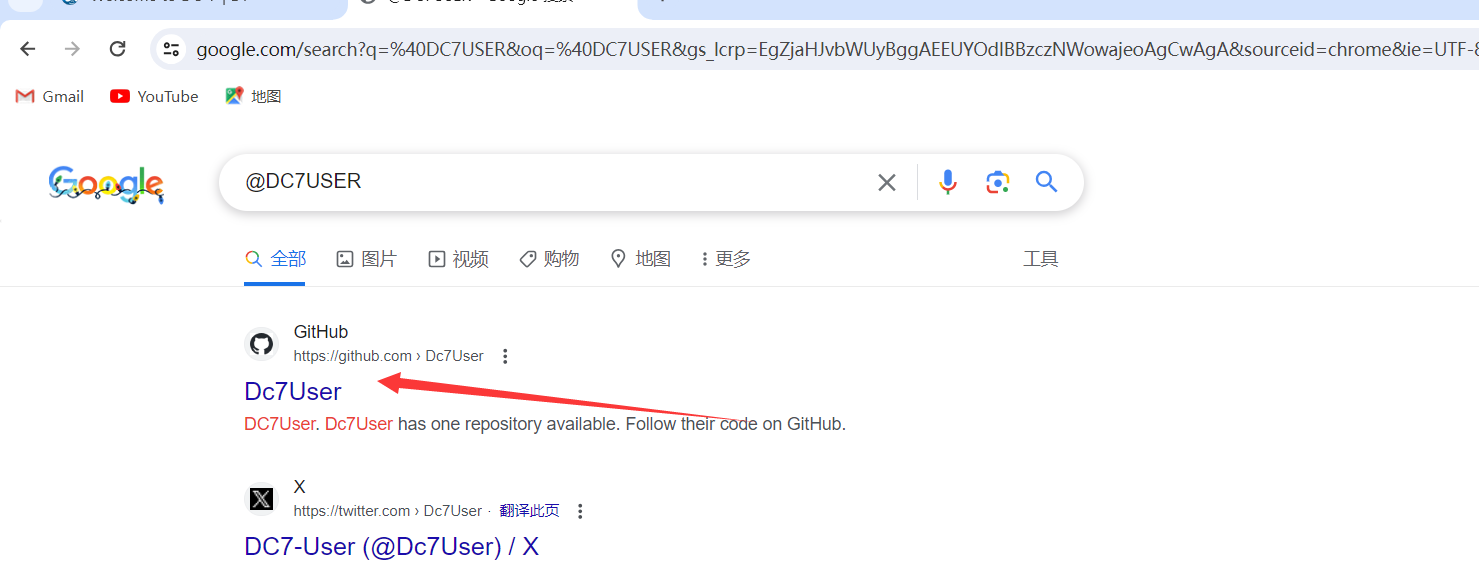 google.com/search?q=%40DC7USER&oq=%40DC7USER&gs_lcrp=EgZjaHJvbWUyBggAEEUYOdIBBzczNWowajeoAgCwAgA&sourceid=chrome&ie=UTF-8
Gmail YouTube 地图
Google @DC7USER
全部 图片 视频 购物 地图 更多 工具
GitHub
https://github.com › Dc7User
Dc7User
DC7User. Dc7User has one repository available. Follow their code on GitHub.
X
https://twitter.com › Dc7User · 翻译此页
DC7-User (@Dc7User) / X